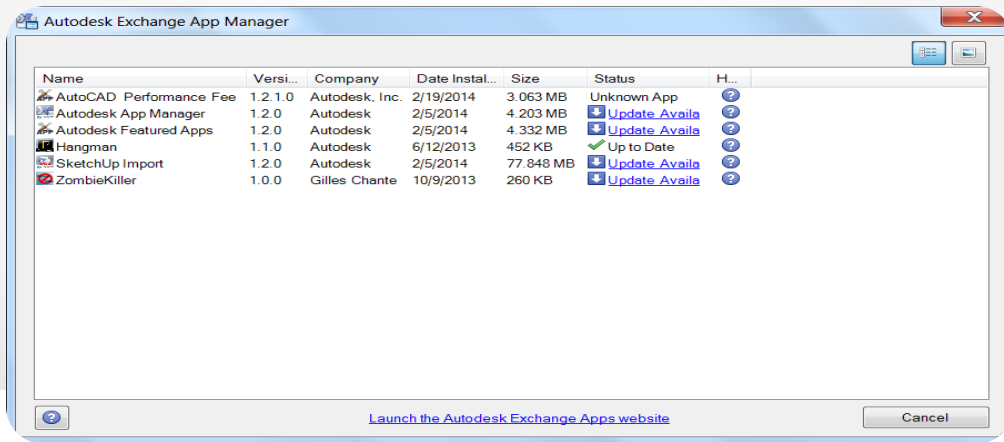 Autodesk Exchange App Manager
Name Versi... Company Date Instal... Size Status H...
AutoCAD Performance Fee 1.2.1.0 Autodesk, Inc. 2/19/2014 3.063 MB Unknown App
Autodesk App Manager 1.2.0 Autodesk 2/5/2014 4.203 MB Update Availa
Autodesk Featured Apps 1.2.0 Autodesk 2/5/2014 4.332 MB Update Availa
Hangman 1.1.0 Autodesk 6/12/2013 452 KB Up to Date
SketchUp Import 1.2.0 Autodesk 2/5/2014 77.848 MB Update Availa
ZombieKiller 1.0.0 Gilles Chante 10/9/2013 260 KB Update Availa
Launch the Autodesk Exchange Apps website Cancel